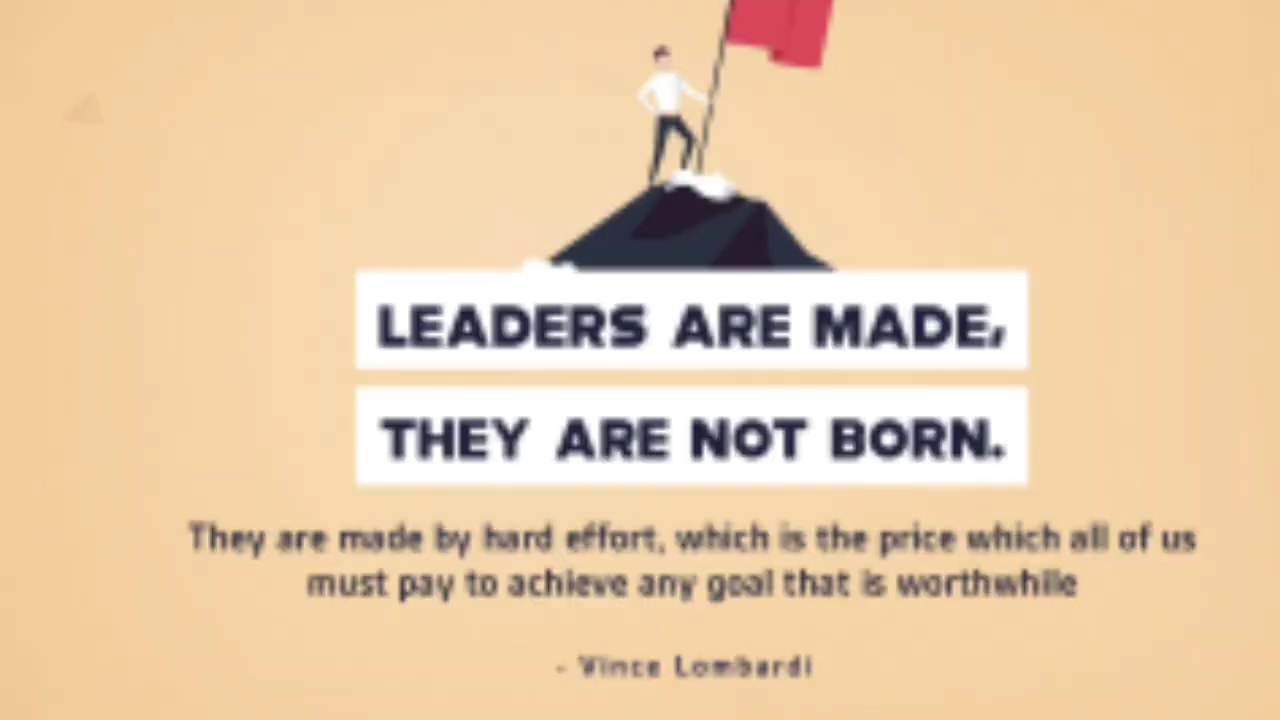 LEADERS ARE MADE,
THEY ARE NOT BORN.
They are made by hard effort, which is the price which all of us
must pay to achieve any goal that is worthwhile
- Vince Lombardi